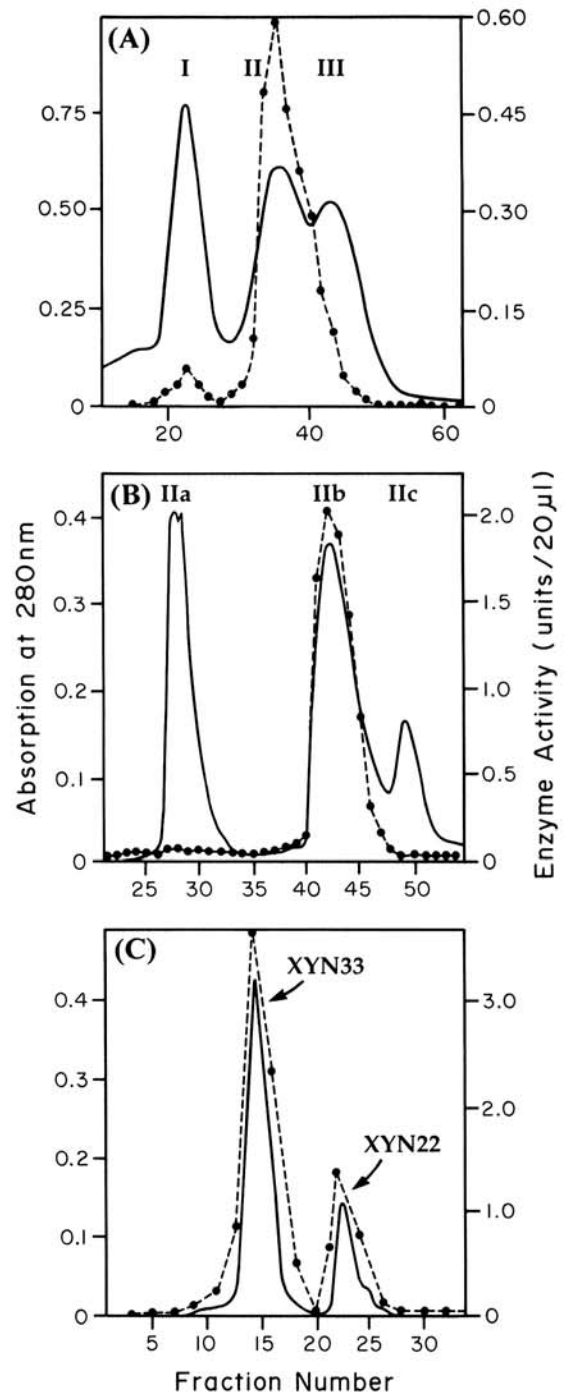 (A)
I II III
0.75
0.50
0.25
0
0.60
0.45
0.30
0.15
0
20 40 60
(B)
IIa IIb IIc
0.4
0.3
0.2
0.1
0
2.0
1.5
1.0
0.5
0
25 30 35 40 45 50
Absorption at 280nm
Enzyme Activity (units/20µl)
(C)
XYN33
XYN22
0.4
0.3
0.2
0.1
0
3.0
2.0
1.0
0
5 10 15 20 25 30
Fraction Number